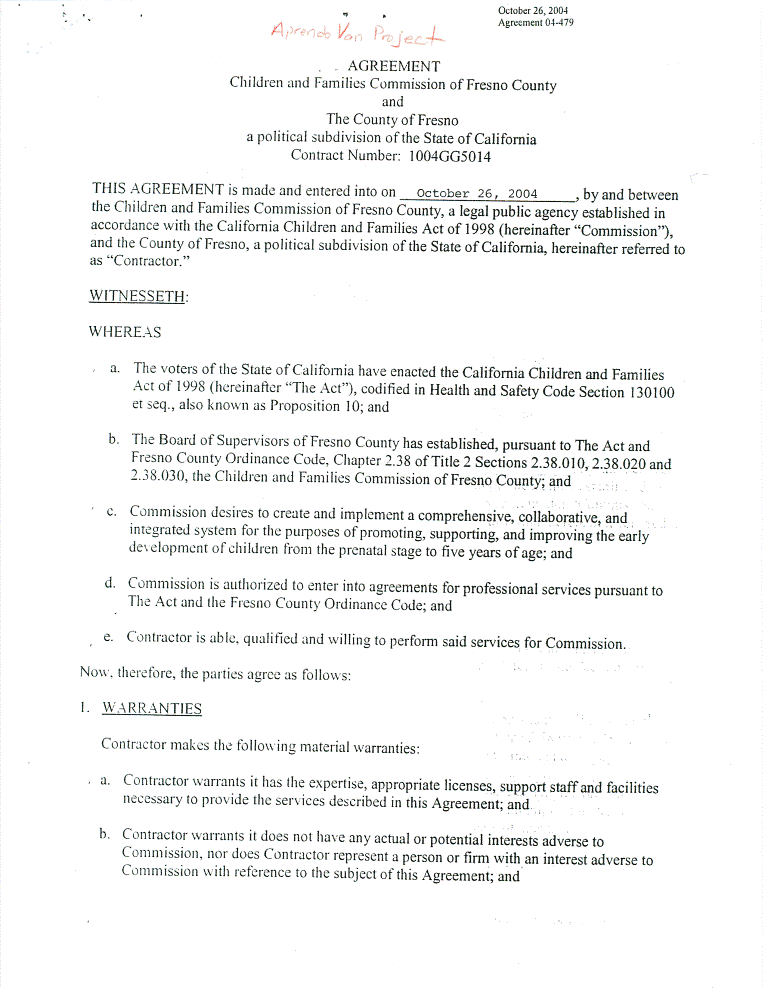 October 26, 2004
Agreement 04-479
Aprendo Van Project
AGREEMENT
Children and Families Commission of Fresno County
and
The County of Fresno
a political subdivision of the State of California
Contract Number: 1004GG5014
THIS AGREEMENT is made and entered into on October 26, 2004, by and between
the Children and Families Commission of Fresno County, a legal public agency established in
accordance with the California Children and Families Act of 1998 (hereinafter “Commission”),
and the County of Fresno, a political subdivision of the State of California, hereinafter referred to
as “Contractor.”
WITNESSETH:
WHEREAS
a. The voters of the State of California have enacted the California Children and Families
Act of 1998 (hereinafter “The Act”), codified in Health and Safety Code Section 130100
et seq., also known as Proposition 10; and
b. The Board of Supervisors of Fresno County has established, pursuant to The Act and
Fresno County Ordinance Code, Chapter 2.38 of Title 2 Sections 2.38.010, 2.38.020 and
2.38.030, the Children and Families Commission of Fresno County; and
c. Commission desires to create and implement a comprehensive, collaborative, and
integrated system for the purposes of promoting, supporting, and improving the early
development of children from the prenatal stage to five years of age; and
d. Commission is authorized to enter into agreements for professional services pursuant to
The Act and the Fresno County Ordinance Code; and
e. Contractor is able, qualified and willing to perform said services for Commission.
Now, therefore, the parties agree as follows:
1. WARRANTIES
Contractor makes the following material warranties:
a. Contractor warrants it has the expertise, appropriate licenses, support staff and facilities
necessary to provide the services described in this Agreement; and
b. Contractor warrants it does not have any actual or potential interests adverse to
Commission, nor does Contractor represent a person or firm with an interest adverse to
Commission with reference to the subject of this Agreement; and